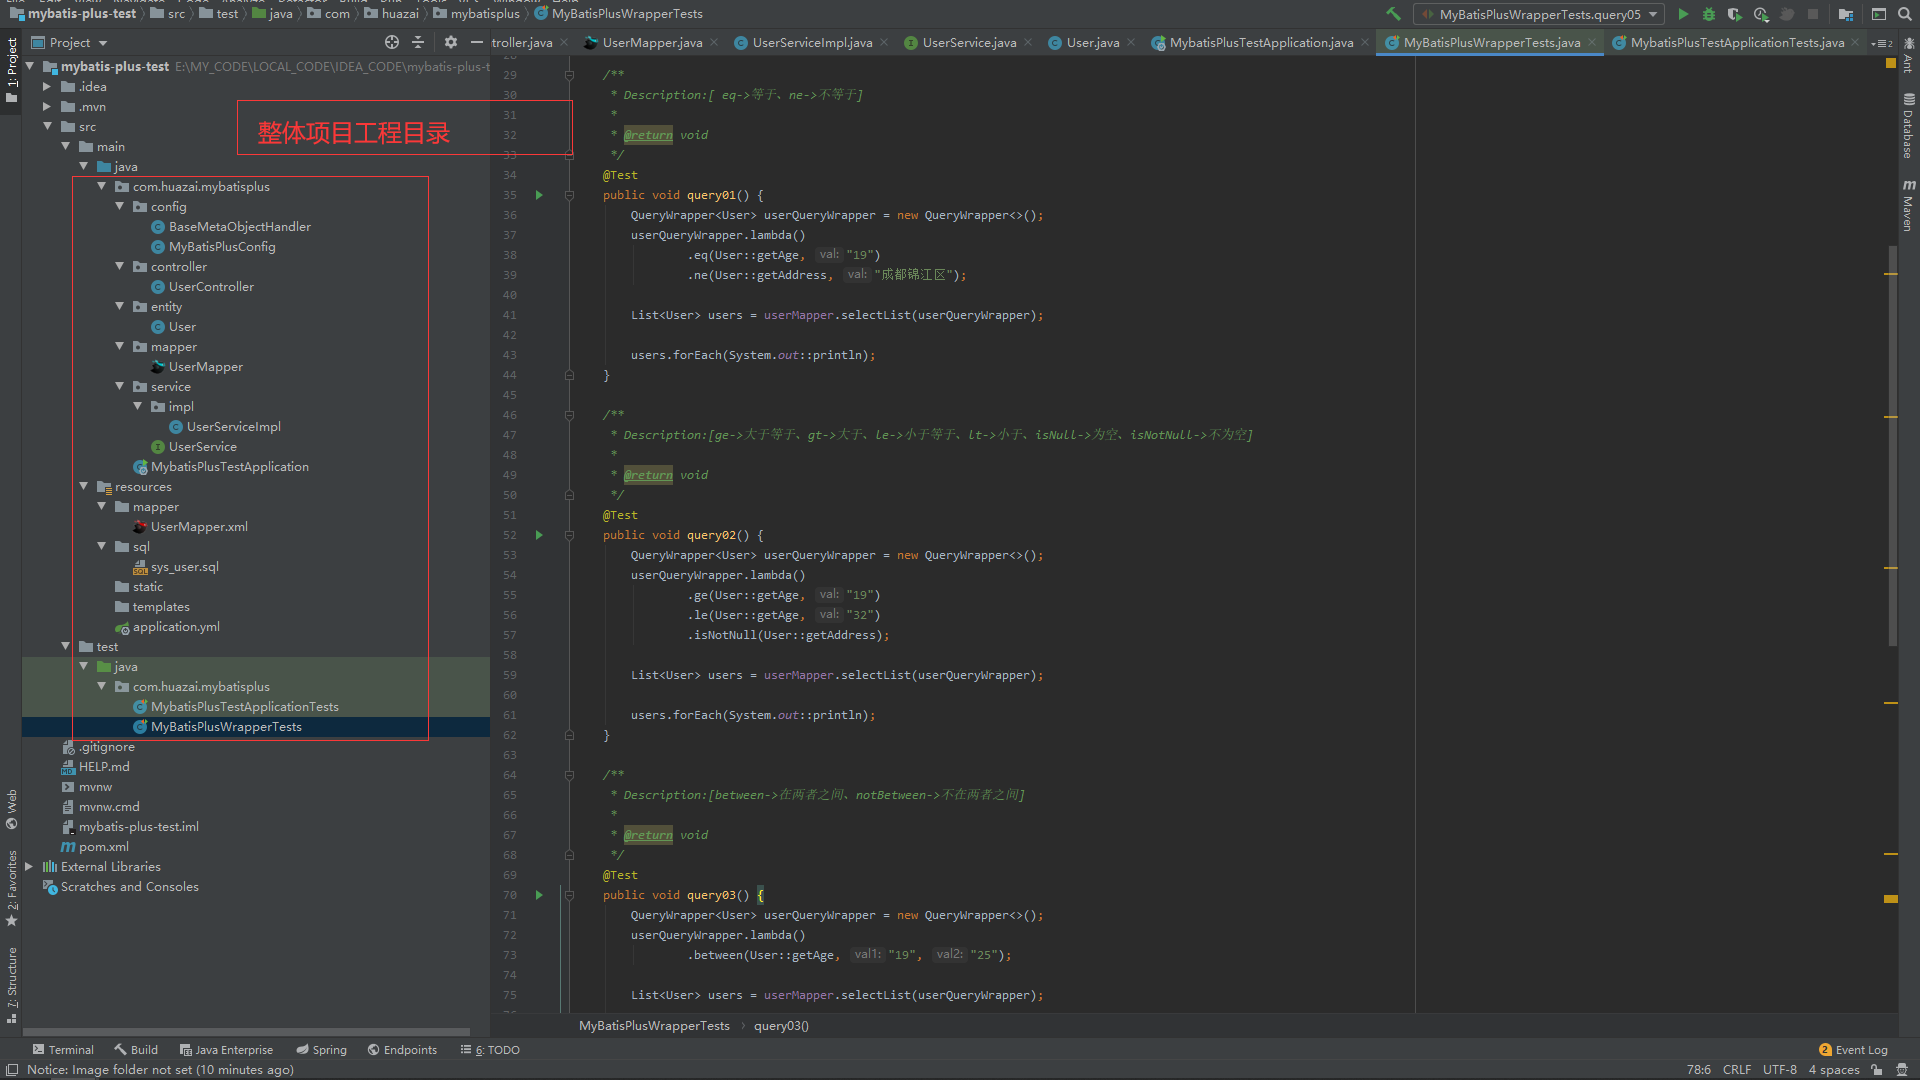 mybatis-plus-test src test java com huazai mybatisplus MyBatisPlusWrapperTests
MyBatisPlusWrapperTests.query05
Project
ntroller.java UserMapper.java UserServiceImpl.java UserService.java User.java MybatisPlusTestApplication.java MyBatisPlusWrapperTests.java MybatisPlusTestApplicationTests.java
1: Project
mybatis-plus-test E:\MY_CODE\LOCAL_CODE\IDEA_CODE\mybatis-plus-t
.idea
.mvn
src
main
java
com.huazai.mybatisplus
config
BaseMetaObjectHandler
MyBatisPlusConfig
controller
UserController
entity
User
mapper
UserMapper
service
impl
UserServiceImpl
UserService
MybatisPlusTestApplication
resources
mapper
UserMapper.xml
sql
sys_user.sql
static
templates
application.yml
test
java
com.huazai.mybatisplus
MybatisPlusTestApplicationTests
MyBatisPlusWrapperTests
.gitignore
HELP.md
mvnw
mvnw.cmd
mybatis-plus-test.iml
pom.xml
External Libraries
Scratches and Consoles
整体项目工程目录
29 /**
30 * Description:[ eq->等于、ne->不等于]
31 *
32 * @return void
33 */
34 @Test
35 public void query01() {
36 QueryWrapper<User> userQueryWrapper = new QueryWrapper<>();
37 userQueryWrapper.lambda()
38 .eq(User::getAge, val: "19")
39 .ne(User::getAddress, val: "成都锦江区");
40
41 List<User> users = userMapper.selectList(userQueryWrapper);
42
43 users.forEach(System.out::println);
44 }
45
46 /**
47 * Description:[ge->大于等于、gt->大于、le->小于等于、lt->小于、isNull->为空、isNotNull->不为空]
48 *
49 * @return void
50 */
51 @Test
52 public void query02() {
53 QueryWrapper<User> userQueryWrapper = new QueryWrapper<>();
54 userQueryWrapper.lambda()
55 .ge(User::getAge, val: "19")
56 .le(User::getAge, val: "32")
57 .isNotNull(User::getAddress);
58
59 List<User> users = userMapper.selectList(userQueryWrapper);
60
61 users.forEach(System.out::println);
62 }
63
64 /**
65 * Description:[between->在两者之间、notBetween->不在两者之间]
66 *
67 * @return void
68 */
69 @Test
70 public void query03() {
71 QueryWrapper<User> userQueryWrapper = new QueryWrapper<>();
72 userQueryWrapper.lambda()
73 .between(User::getAge, val1: "19", val2: "25");
74
75 List<User> users = userMapper.selectList(userQueryWrapper);
MyBatisPlusWrapperTests query03()
Ant
Database
Maven
Web
2: Favorites
7: Structure
Terminal Build Java Enterprise Spring Endpoints 6: TODO
2 Event Log
Notice: Image folder not set (10 minutes ago)
78:6 CRLF UTF-8 4 spaces